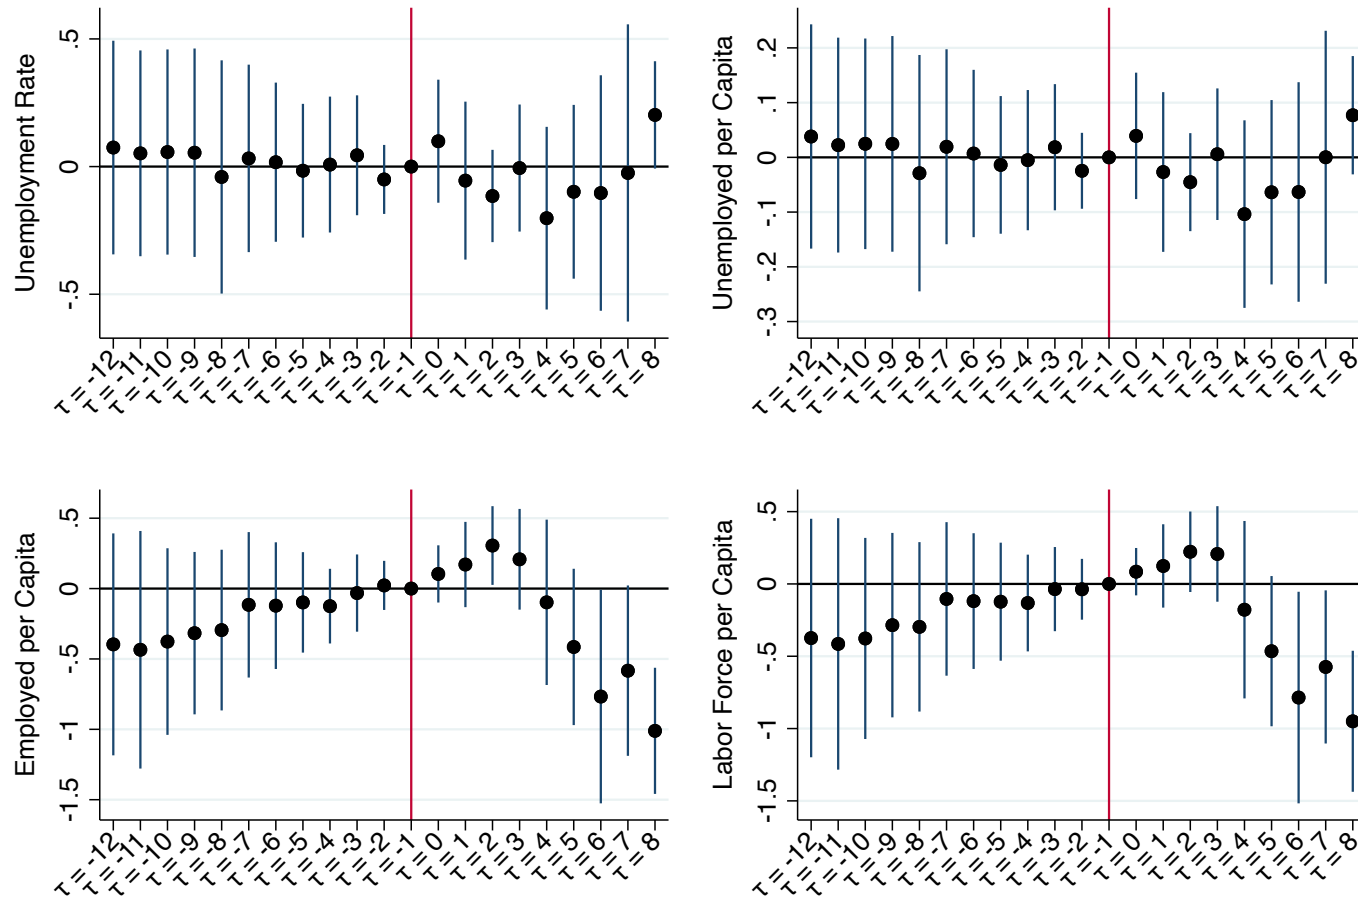 Unemployment Rate
.5
0
-.5
τ = -12
τ = -11
τ = -10
τ = -9
τ = -8
τ = -7
τ = -6
τ = -5
τ = -4
τ = -3
τ = -2
τ = -1
τ = 0
τ = 1
τ = 2
τ = 3
τ = 4
τ = 5
τ = 6
τ = 7
τ = 8
Unemployed per Capita
.2
.1
0
-.1
-.2
-.3
τ = -12
τ = -11
τ = -10
τ = -9
τ = -8
τ = -7
τ = -6
τ = -5
τ = -4
τ = -3
τ = -2
τ = -1
τ = 0
τ = 1
τ = 2
τ = 3
τ = 4
τ = 5
τ = 6
τ = 7
τ = 8
Employed per Capita
.5
0
-.5
-1
-1.5
τ = -12
τ = -11
τ = -10
τ = -9
τ = -8
τ = -7
τ = -6
τ = -5
τ = -4
τ = -3
τ = -2
τ = -1
τ = 0
τ = 1
τ = 2
τ = 3
τ = 4
τ = 5
τ = 6
τ = 7
τ = 8
Labor Force per Capita
.5
0
-.5
-1
-1.5
τ = -12
τ = -11
τ = -10
τ = -9
τ = -8
τ = -7
τ = -6
τ = -5
τ = -4
τ = -3
τ = -2
τ = -1
τ = 0
τ = 1
τ = 2
τ = 3
τ = 4
τ = 5
τ = 6
τ = 7
τ = 8